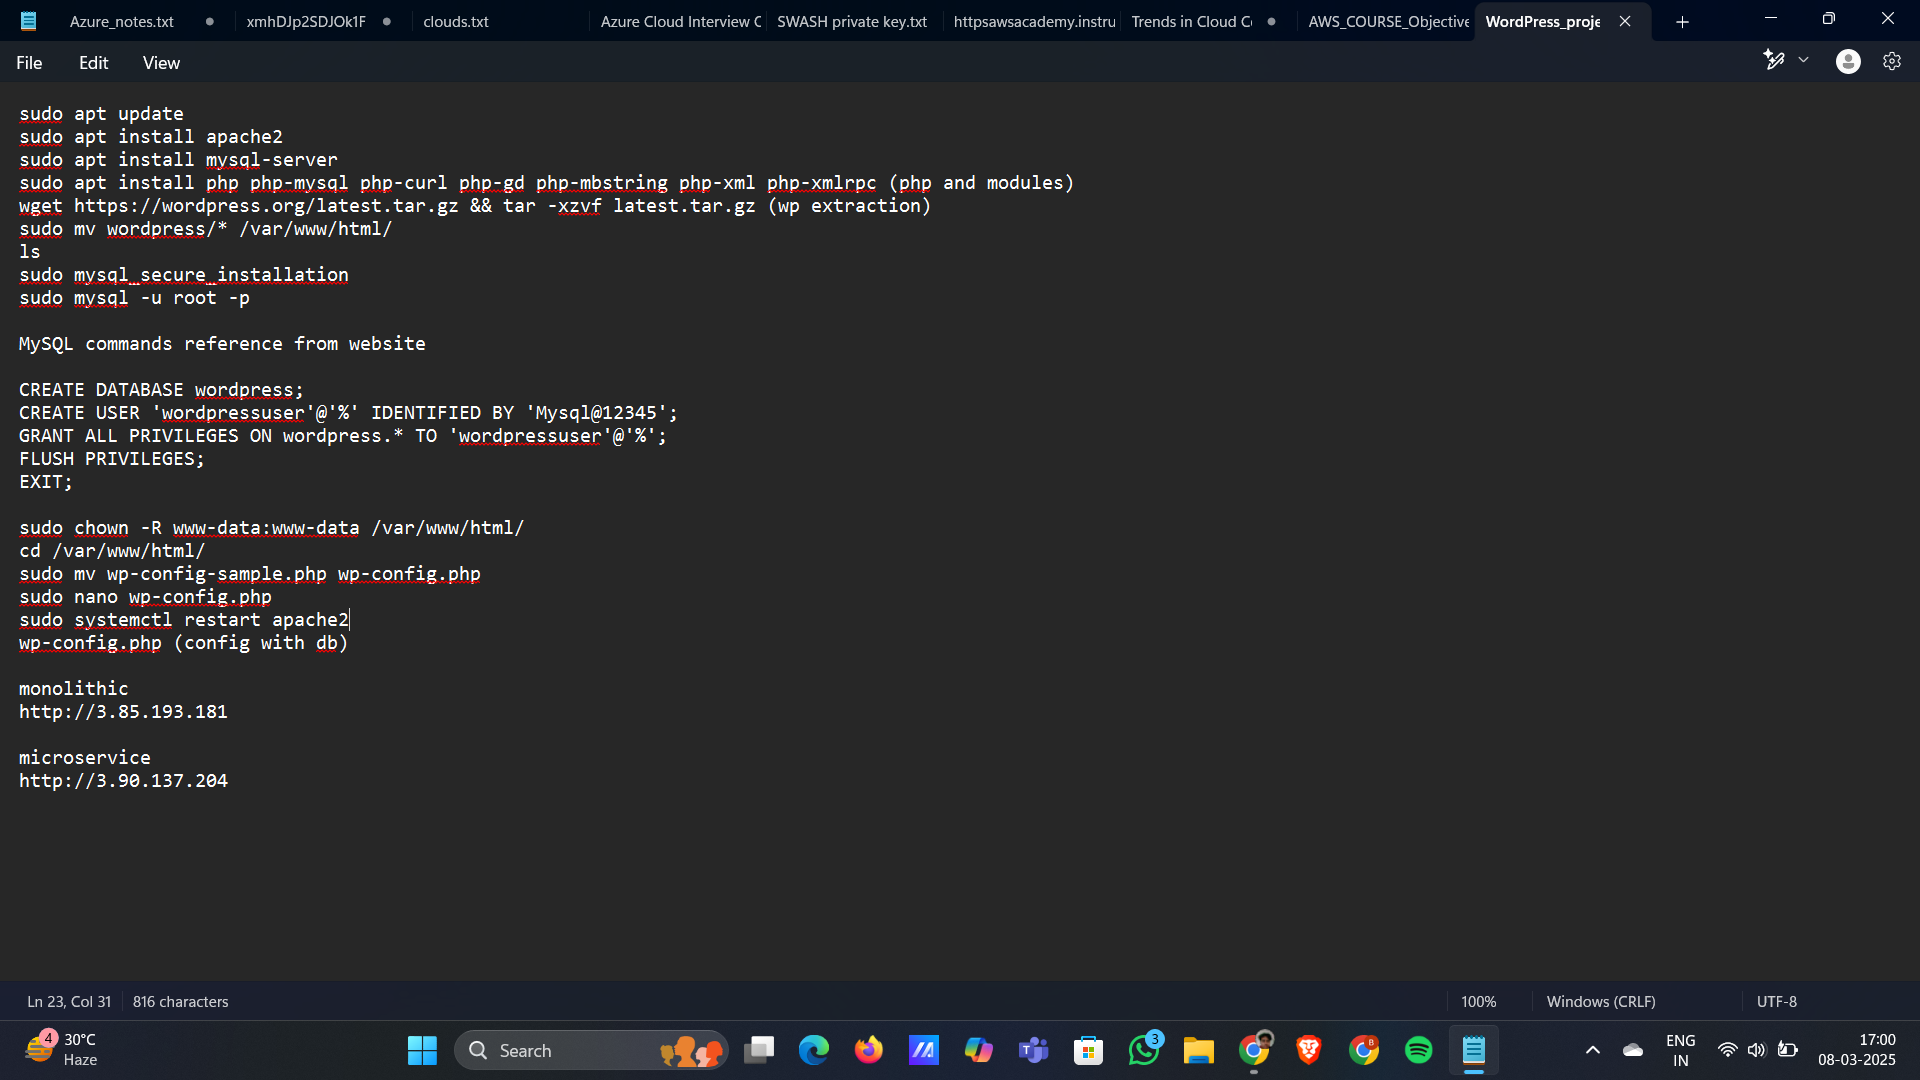 Azure_notes.txt
xmhDJp2SDJOk1F
clouds.txt
Azure Cloud Interview
SWASH private key.txt
httpsawsacademy.instru
Trends in Cloud
AWS_COURSE_Objective
WordPress_proje
File
Edit
View
sudo apt update
sudo apt install apache2
sudo apt install mysql-server
sudo apt install php php-mysql php-curl php-gd php-mbstring php-xml php-xmlrpc (php and modules)
wget https://wordpress.org/latest.tar.gz && tar -xzvf latest.tar.gz (wp extraction)
sudo mv wordpress/* /var/www/html/
ls
sudo mysql_secure_installation
sudo mysql -u root -p
MySQL commands reference from website
CREATE DATABASE wordpress;
CREATE USER 'wordpressuser'@'%' IDENTIFIED BY 'Mysql@12345';
GRANT ALL PRIVILEGES ON wordpress.* TO 'wordpressuser'@'%';
FLUSH PRIVILEGES;
EXIT;
sudo chown -R www-data:www-data /var/www/html/
cd /var/www/html/
sudo mv wp-config-sample.php wp-config.php
sudo nano wp-config.php
sudo systemctl restart apache2
wp-config.php (config with db)
monolithic
http://3.85.193.181
microservice
http://3.90.137.204
Ln 23, Col 31
816 characters
100%
Windows (CRLF)
UTF-8
4
30°C
Haze
Search
3
B
ENG
IN
17:00
08-03-2025